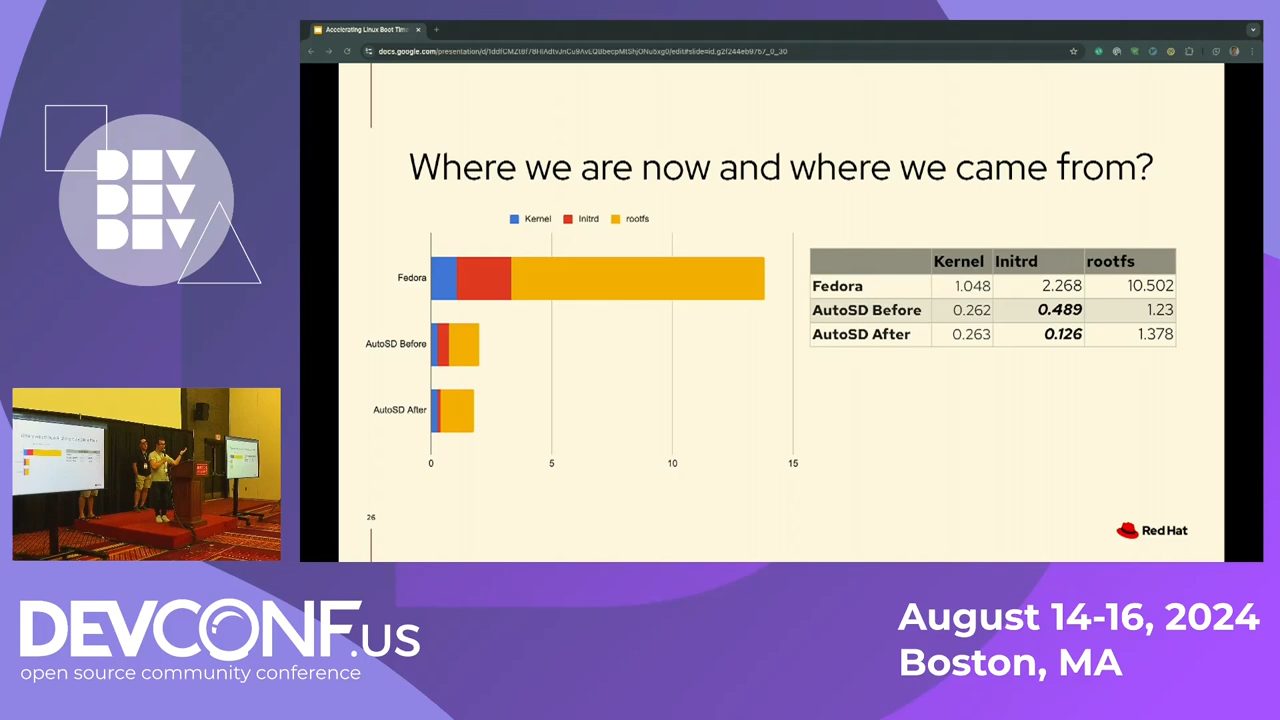 Accelerating Linux Boot Time
Where we are now and where we came from?
Kernel Initrd rootfs
Fedora
AutoSD Before
AutoSD After
0 5 10 15
Kernel Initrd rootfs
Fedora 1.048 2.268 10.502
AutoSD Before 0.262 0.489 1.23
AutoSD After 0.263 0.126 1.378
26
Red Hat
DEV
DEV
DEV
DEVCONF.US
open source community conference
August 14-16, 2024
Boston, MA